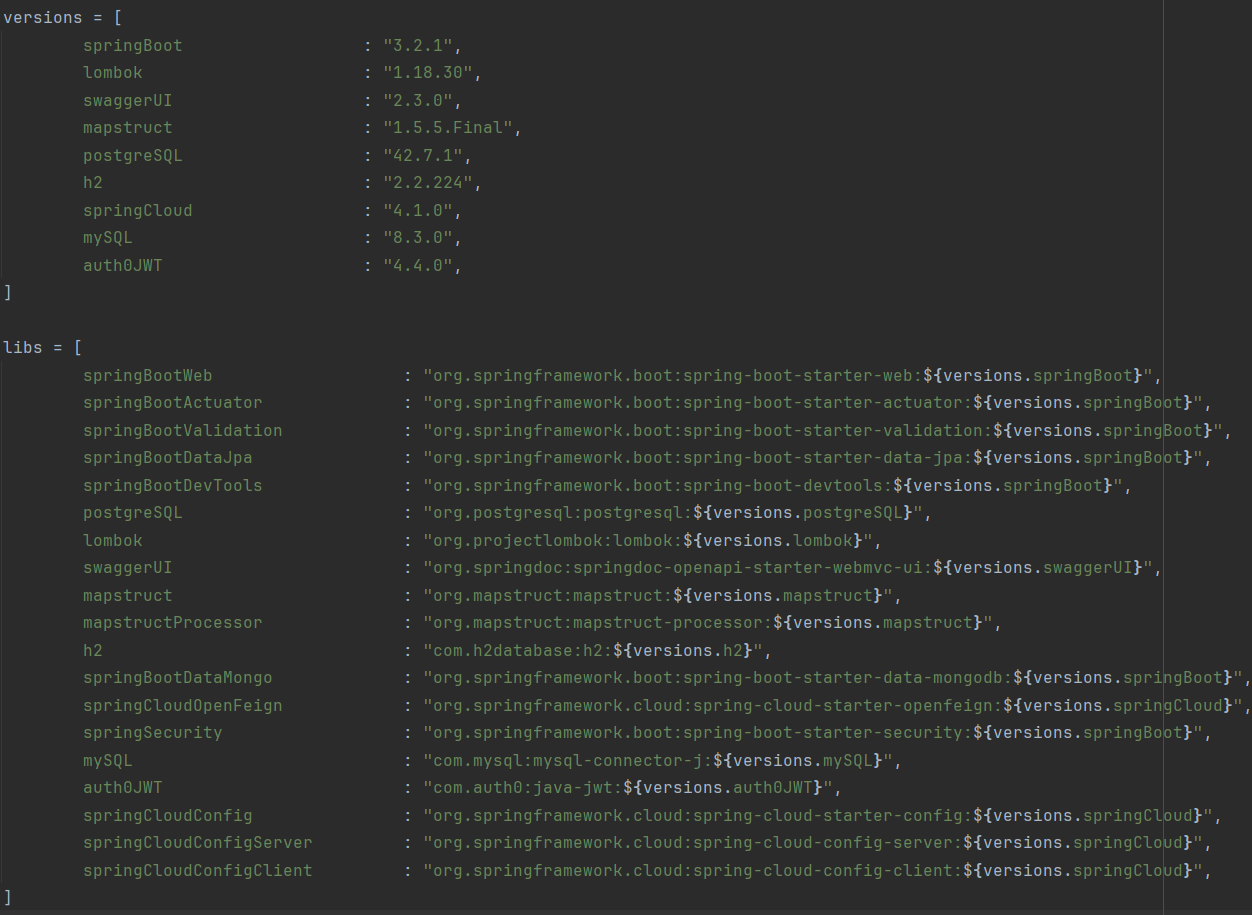 versions = [
springBoot : "3.2.1",
lombok : "1.18.30",
swaggerUI : "2.3.0",
mapstruct : "1.5.5.Final",
postgreSQL : "42.7.1",
h2 : "2.2.224",
springCloud : "4.1.0",
mySQL : "8.3.0",
auth0JWT : "4.4.0",
]
libs = [
springBootWeb : "org.springframework.boot:spring-boot-starter-web:${versions.springBoot}",
springBootActuator : "org.springframework.boot:spring-boot-starter-actuator:${versions.springBoot}",
springBootValidation : "org.springframework.boot:spring-boot-starter-validation:${versions.springBoot}",
springBootDataJpa : "org.springframework.boot:spring-boot-starter-data-jpa:${versions.springBoot}",
springBootDevTools : "org.springframework.boot:spring-boot-devtools:${versions.springBoot}",
postgreSQL : "org.postgresql:postgresql:${versions.postgreSQL}",
lombok : "org.projectlombok:lombok:${versions.lombok}",
swaggerUI : "org.springdoc:springdoc-openapi-starter-webmvc-ui:${versions.swaggerUI}",
mapstruct : "org.mapstruct:mapstruct:${versions.mapstruct}",
mapstructProcessor : "org.mapstruct:mapstruct-processor:${versions.mapstruct}",
h2 : "com.h2database:h2:${versions.h2}",
springBootDataMongo : "org.springframework.boot:spring-boot-starter-data-mongodb:${versions.springBoot}",
springCloudOpenFeign : "org.springframework.cloud:spring-cloud-starter-openfeign:${versions.springCloud}",
springSecurity : "org.springframework.boot:spring-boot-starter-security:${versions.springBoot}",
mySQL : "com.mysql:mysql-connector-j:${versions.mySQL}",
auth0JWT : "com.auth0:java-jwt:${versions.auth0JWT}",
springCloudConfig : "org.springframework.cloud:spring-cloud-starter-config:${versions.springCloud}",
springCloudConfigServer : "org.springframework.cloud:spring-cloud-config-server:${versions.springCloud}",
springCloudConfigClient : "org.springframework.cloud:spring-cloud-config-client:${versions.springCloud}",
]